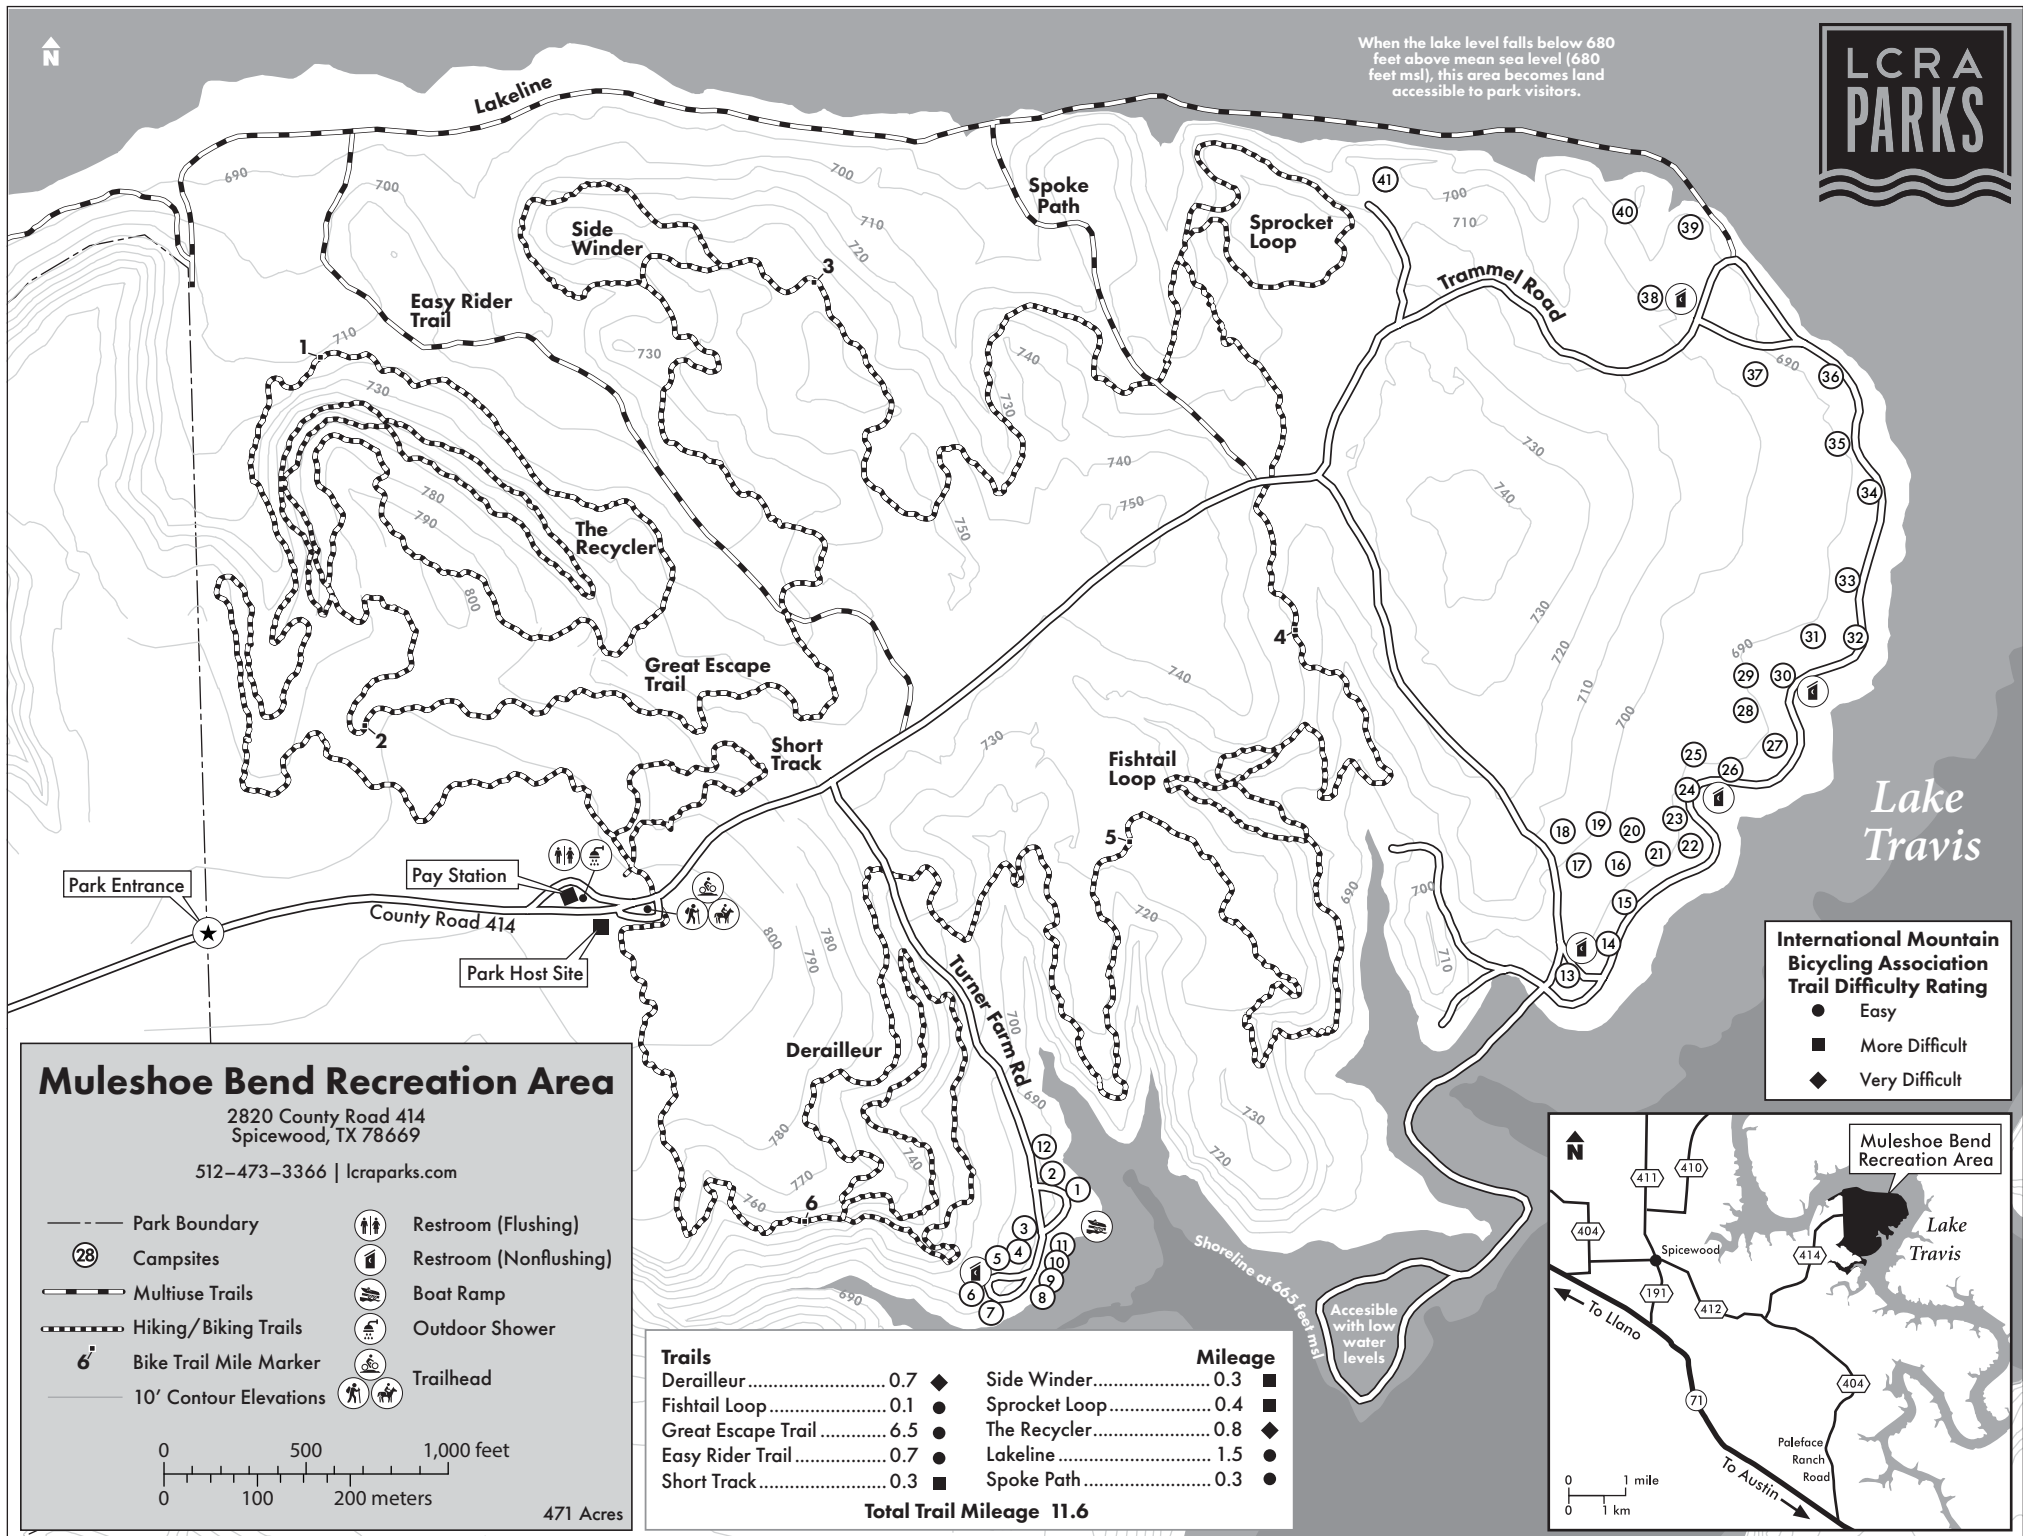 N
When the lake level falls below 680
feet above mean sea level (680
feet msl), this area becomes land
accessible to park visitors.
LCRA
PARKS
Lakeline
690
700
700
710
720
Spoke
Path
Side
Winder
3
Sprocket
Loop
41
700
710
40
39
Trammel Road
38
Easy Rider
Trail
710
1
730
730
740
730
690
37
36
35
34
740
750
750
730
740
780
790
The
Recycler
800
33
730
720
710
700
690
31
32
29
30
28
27
4
740
Great Escape
Trail
2
Short
Track
730
Fishtail
Loop
5
25
26
24
23
22
18
19
20
21
17
16
15
14
13
Lake
Travis
Park Entrance
Pay Station
County Road 414
Park Host Site
800
780
790
690
700
710
720
Turner Farm Rd
700
690
Derailleur
780
770
760
740
6
730
720
690
12
2
1
3
4
5
11
10
9
8
6
7
Shoreline at 665 feet msl
Accesible
with low
water
levels
International Mountain
Bicycling Association
Trail Difficulty Rating
Easy
More Difficult
Very Difficult
Muleshoe Bend Recreation Area
2820 County Road 414
Spicewood, TX 78669
512–473–3366 | lcraparks.com
Park Boundary
28 Campsites
Multiuse Trails
Hiking/Biking Trails
6 Bike Trail Mile Marker
10' Contour Elevations
Restroom (Flushing)
Restroom (Nonflushing)
Boat Ramp
Outdoor Shower
Trailhead
0 500 1,000 feet
0 100 200 meters
471 Acres
Trails Mileage
Derailleur 0.7
Fishtail Loop 0.1
Great Escape Trail 6.5
Easy Rider Trail 0.7
Short Track 0.3
Side Winder 0.3
Sprocket Loop 0.4
The Recycler 0.8
Lakeline 1.5
Spoke Path 0.3
Total Trail Mileage 11.6
N
Muleshoe Bend
Recreation Area
411
410
404
Spicewood
414
Lake
Travis
191
412
To Llano
404
71
Paleface
Ranch
Road
To Austin
0 1 mile
0 1 km